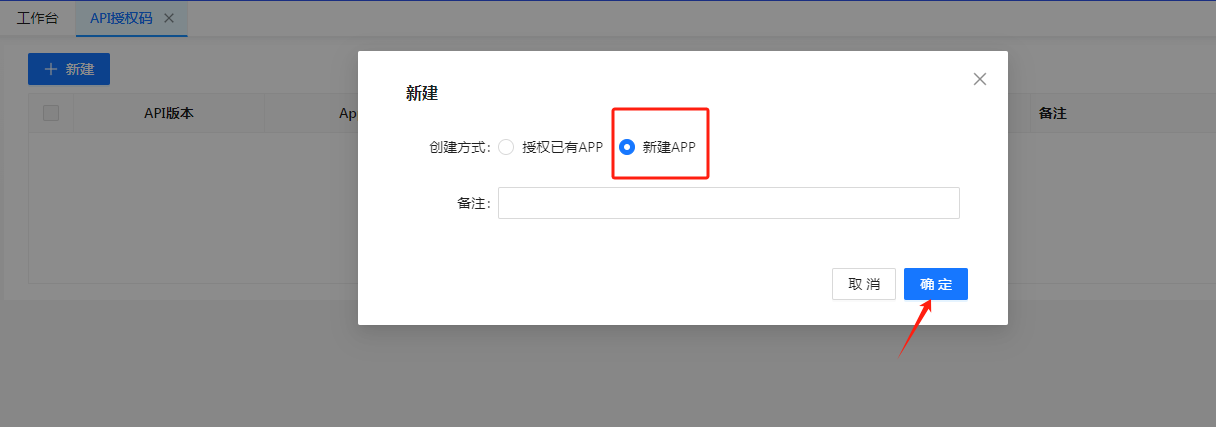 工作台 API授权码
新建
API版本 Ap 备注
新建
创建方式: 授权已有APP 新建APP
备注:
取 消 确 定